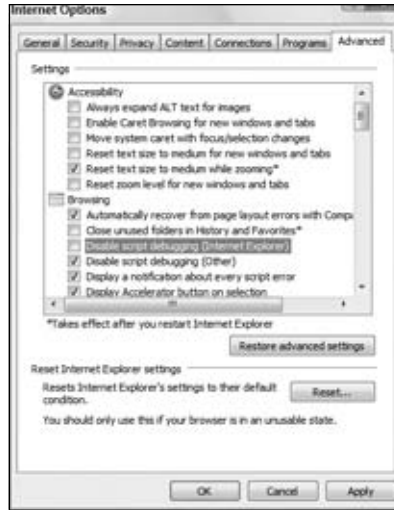 Internet Options
General Security Privacy Content Connections Programs Advanced
Settings
Accessibility
Always expand ALT text for images
Enable Caret Browsing for new windows and tabs
Move system caret with focus/selection changes
Reset text size to medium for new windows and tabs
Reset text size to medium while zooming*
Reset zoom level for new windows and tabs
Browsing
Automatically recover from page layout errors with Compa
Close unused folders in History and Favorites*
Disable script debugging (Internet Explorer)
Disable script debugging (Other)
Display a notification about every script error
Display Accelerator button on selection
*Takes effect after you restart Internet Explorer
Restore advanced settings
Reset Internet Explorer settings
Resets Internet Explorer's settings to their default
condition.
Reset...
You should only use this if your browser is in an unusable state.
OK Cancel Apply